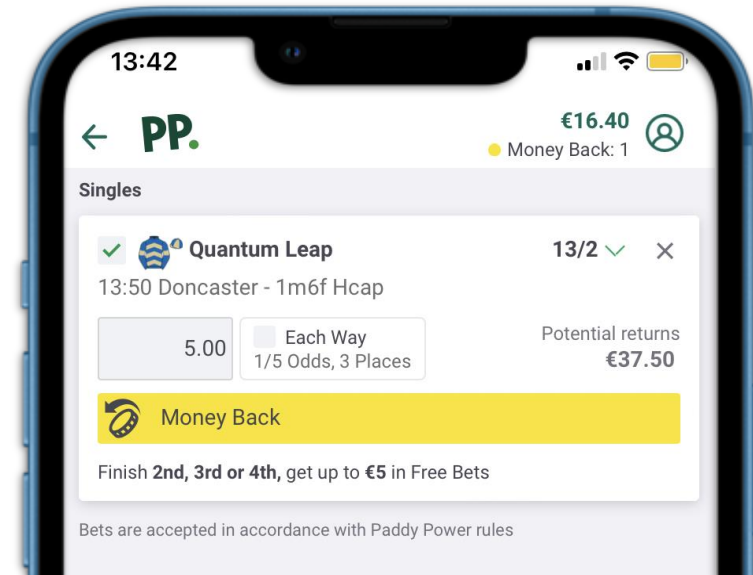 13:42
PP.
€16.40
Money Back: 1
Singles
Quantum Leap
13/2
13:50 Doncaster - 1m6f Hcap
5.00
Each Way
1/5 Odds, 3 Places
Potential returns
€37.50
Money Back
Finish 2nd, 3rd or 4th, get up to €5 in Free Bets
Bets are accepted in accordance with Paddy Power rules